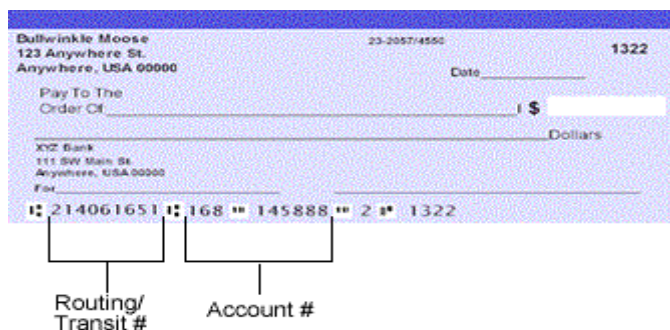 Bullwinkle Moose
123 Anywhere St.
Anywhere, USA 00000
23-2057/4550
1322
Date
Pay To The
Order Of
$
Dollars
XYZ Bank
111 SW Main St.
Anywhere, USA 00000
For
⑆ 214061651 ⑆ 168 ⑈ 145888 ⑈ 2 ⑈ 1322
Routing/
Transit #
Account #